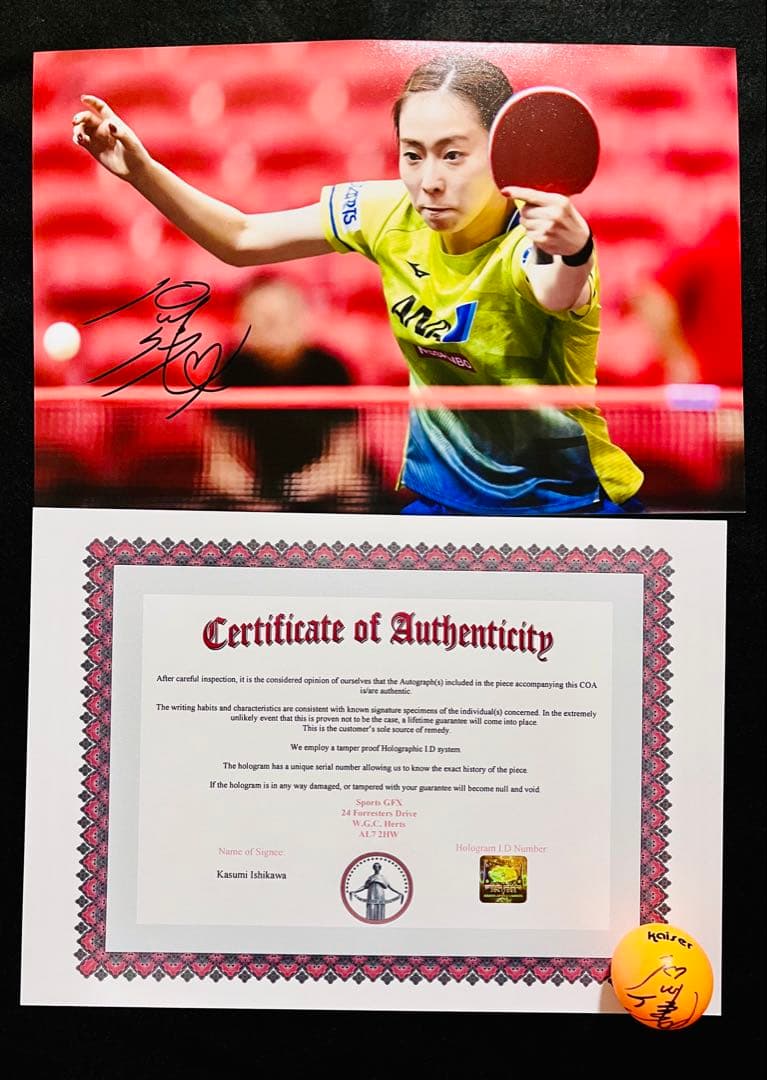 ANA
Certificate of Authenticity
After careful inspection, it is the considered opinion of ourselves that the Autograph(s) included in the piece accompanying this COA
is/are authentic.
The writing habits and characteristics are consistent with known signature specimens of the individual(s) concerned. In the extremely
unlikely event that this is proven not to be the case, a lifetime guarantee will come into place.
This is the customer's sole source of remedy.
We employ a tamper proof Holographic I.D system.
The hologram has a unique serial number allowing us to know the exact history of the piece.
If the hologram is in any way damaged, or tampered with your guarantee will become null and void.
Sports GFX
24 Forresters Drive
W.G.C. Herts
AL7 2HW
Name of Signee:
Hologram I.D Number
Kasumi Ishikawa
Kaiser